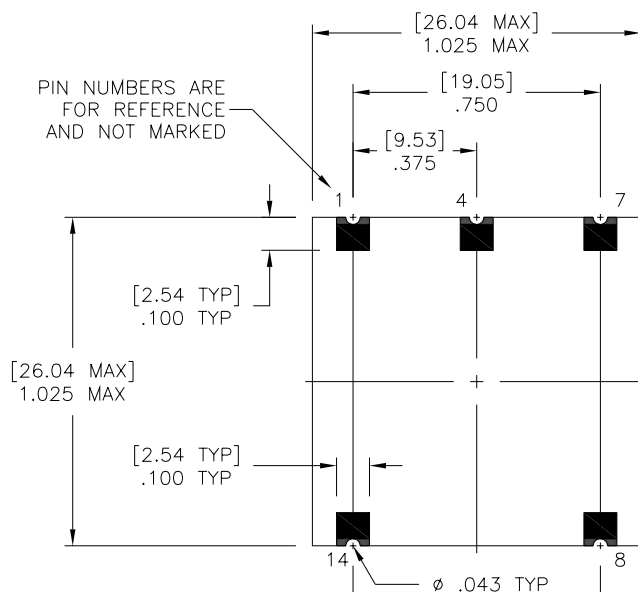 [26.04 MAX]
1.025 MAX
PIN NUMBERS ARE
FOR REFERENCE
AND NOT MARKED
[19.05]
.750
[9.53]
.375
1
4
7
[2.54 TYP]
.100 TYP
[26.04 MAX]
1.025 MAX
[2.54 TYP]
.100 TYP
14
8
ø .043 TYP